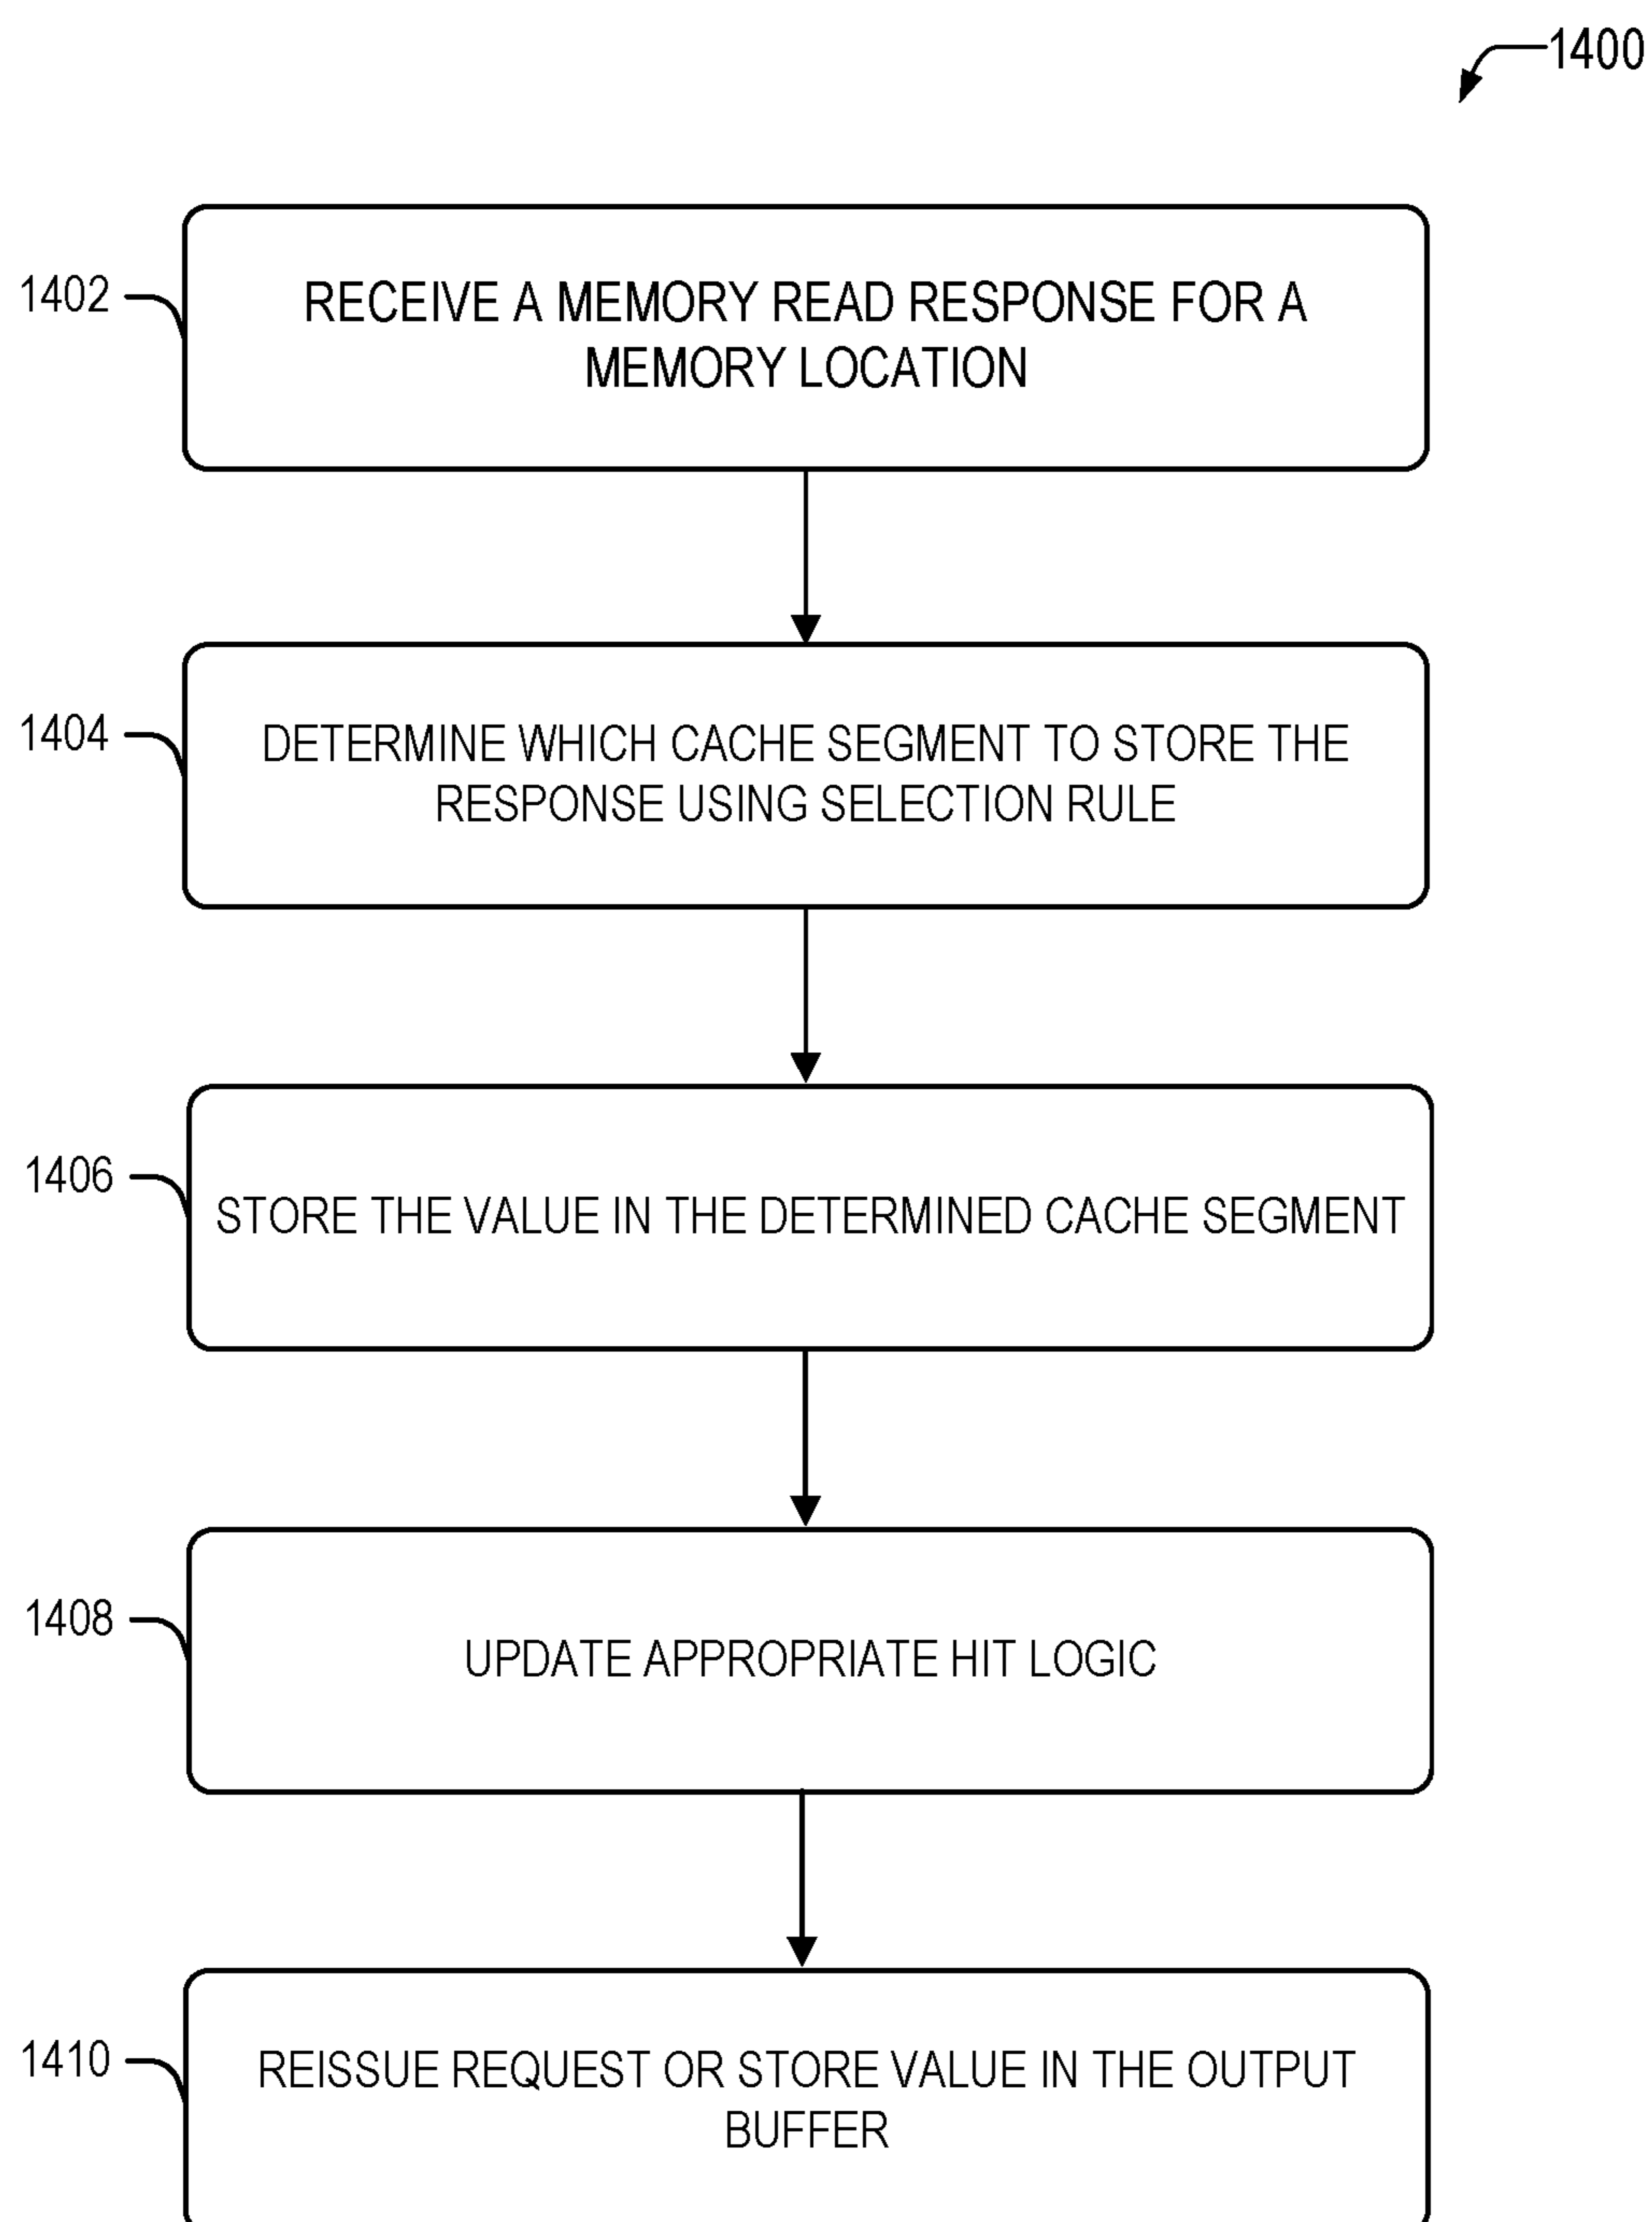 1400
1402
RECEIVE A MEMORY READ RESPONSE FOR A
MEMORY LOCATION
1404
DETERMINE WHICH CACHE SEGMENT TO STORE THE
RESPONSE USING SELECTION RULE
1406
STORE THE VALUE IN THE DETERMINED CACHE SEGMENT
1408
UPDATE APPROPRIATE HIT LOGIC
1410
REISSUE REQUEST OR STORE VALUE IN THE OUTPUT
BUFFER